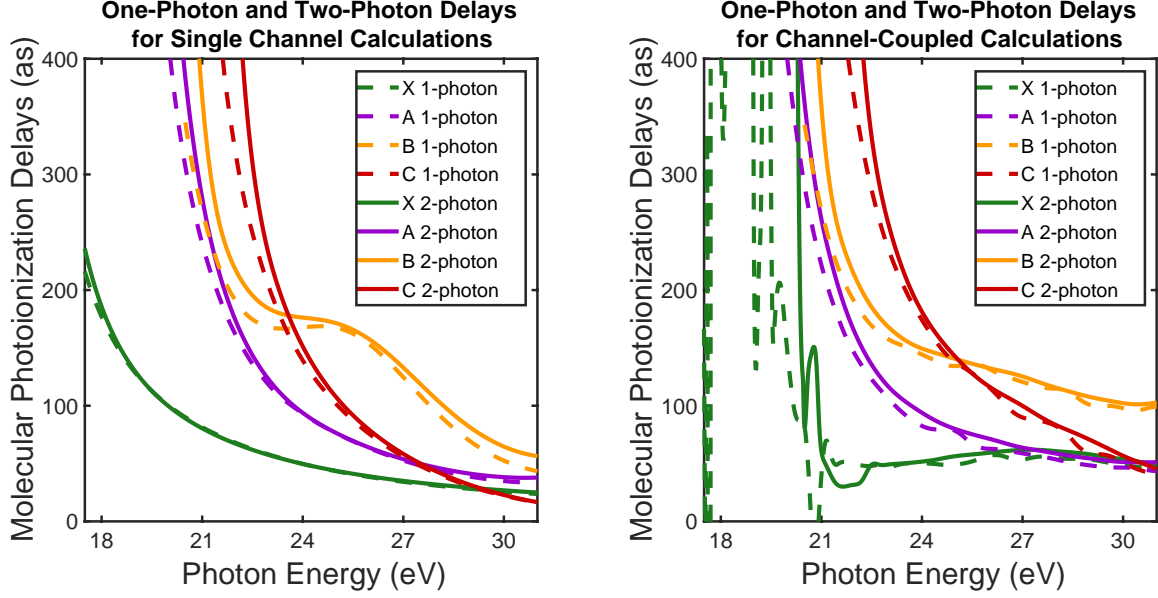 One-Photon and Two-Photon Delays
for Single Channel Calculations
Molecular Photoionization Delays (as)
400
300
200
100
0
18
21
24
27
30
Photon Energy (eV)
X 1-photon
A 1-photon
B 1-photon
C 1-photon
X 2-photon
A 2-photon
B 2-photon
C 2-photon
One-Photon and Two-Photon Delays
for Channel-Coupled Calculations
Molecular Photoionization Delays (as)
400
300
200
100
0
18
21
24
27
30
Photon Energy (eV)
X 1-photon
A 1-photon
B 1-photon
C 1-photon
X 2-photon
A 2-photon
B 2-photon
C 2-photon